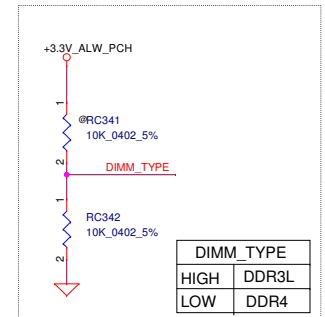 +3.3V_ALW_PCH
1
@RC341
10K_0402_5%
2
DIMM_TYPE
1
RC342
10K_0402_5%
2
DIMM_TYPE
HIGH DDR3L
LOW DDR4